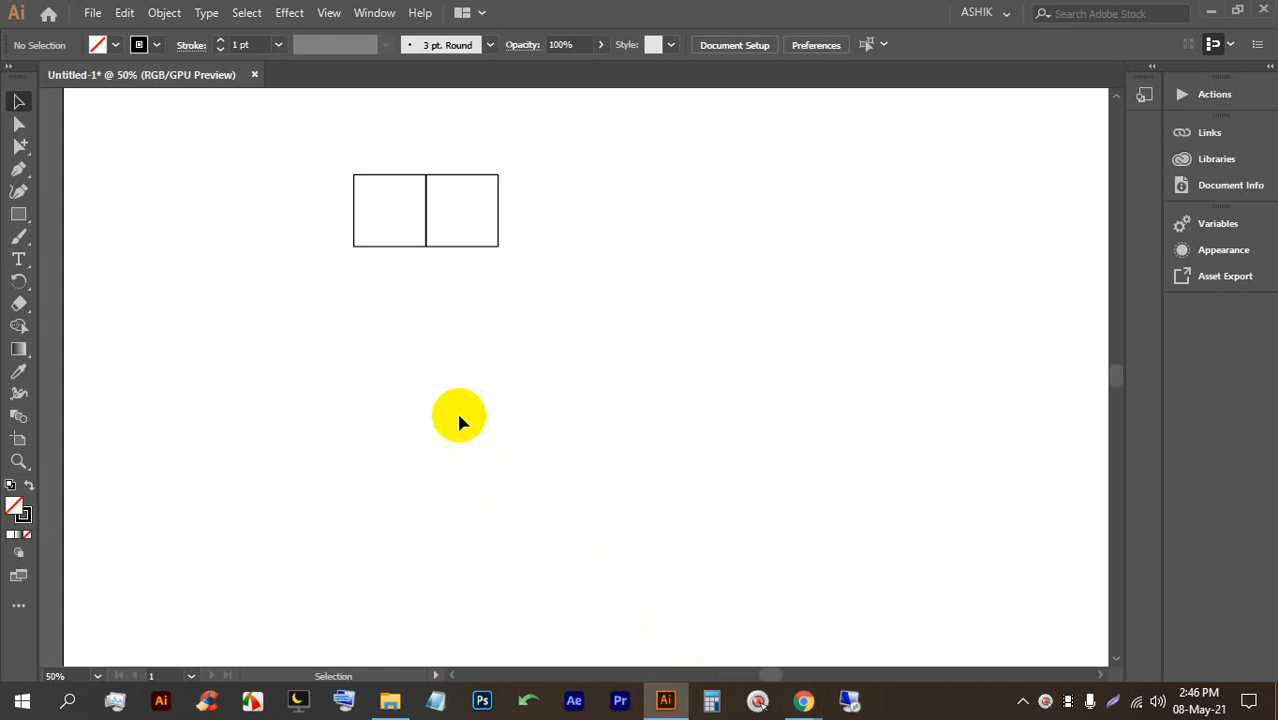 Ai File Edit Object Type Select Effect View Window Help ASHIK Search Adobe Stock
No Selection Stroke: 1 pt 3 pt. Round Opacity: 100% Style: Document Setup Preferences
Untitled-1* @ 50% (RGB/GPU Preview)
Actions
Links
Libraries
Document Info
Variables
Appearance
Asset Export
T
50% 1 Selection
Ai Ps Ae Pr Ai 2:46 PM
08-May-21